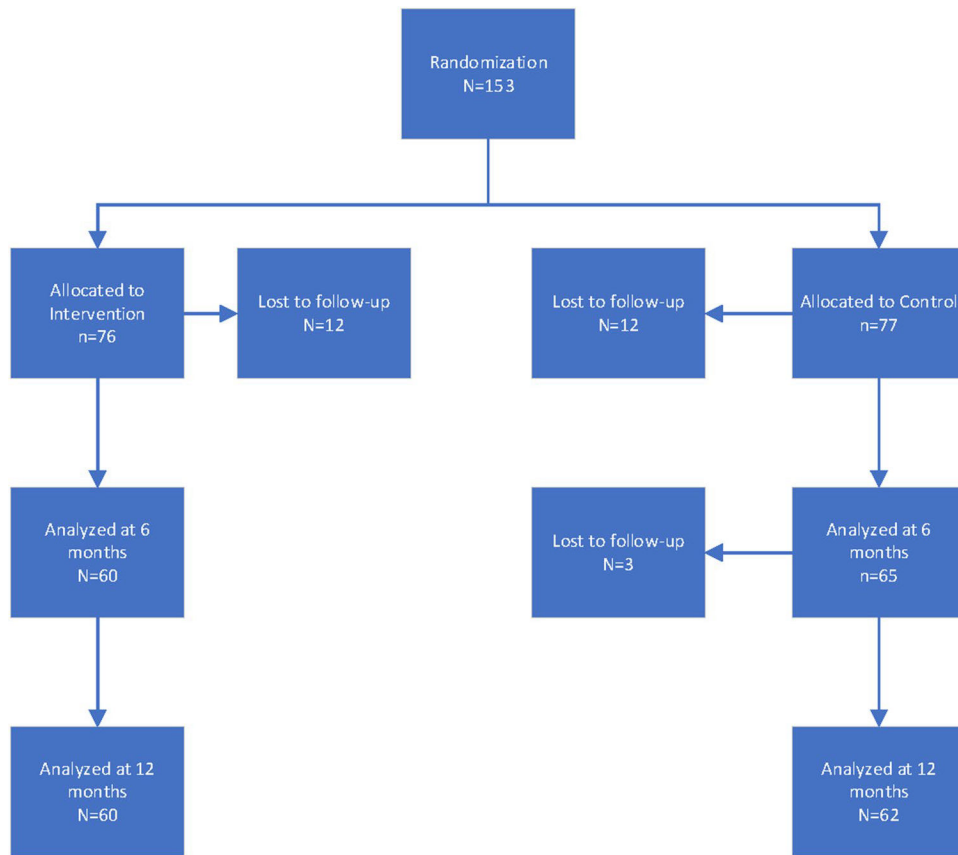 Randomization
N=153
Allocated to
Intervention
n=76
Lost to follow-up
N=12
Lost to follow-up
N=12
Allocated to Control
n=77
Analyzed at 6
months
N=60
Lost to follow-up
N=3
Analyzed at 6
months
n=65
Analyzed at 12
months
N=60
Analyzed at 12
months
N=62